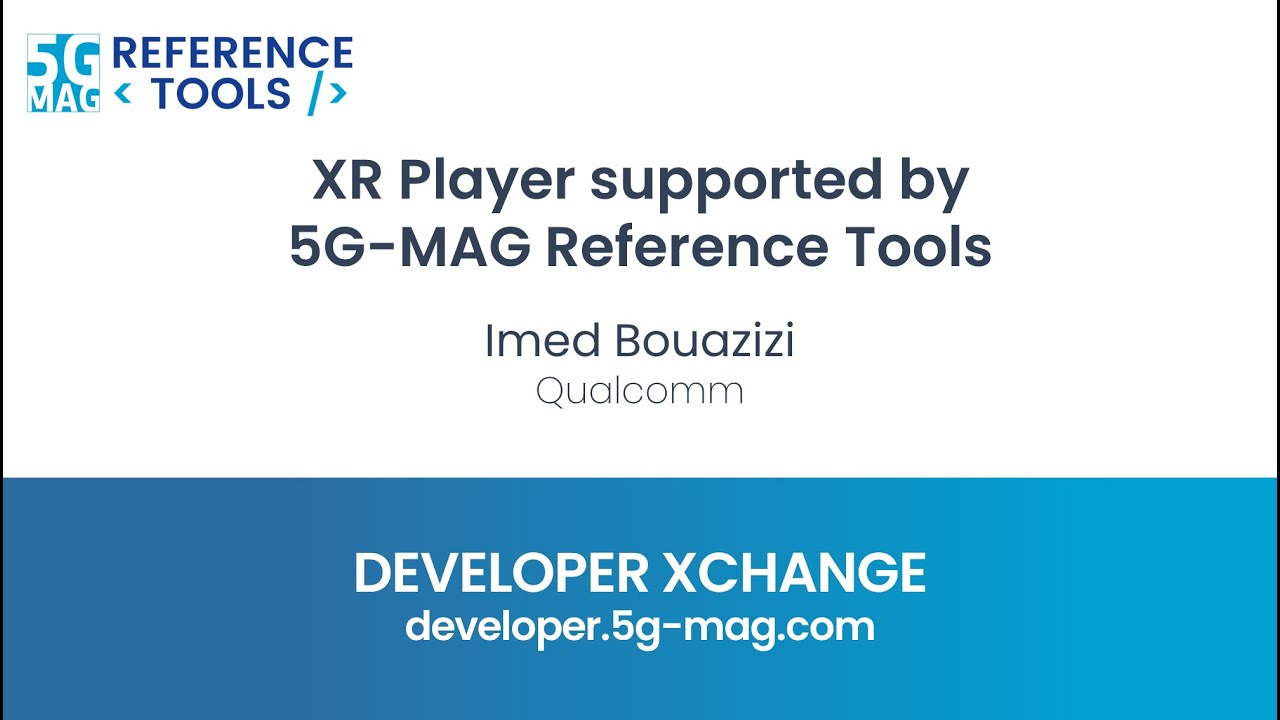 5G
MAG
REFERENCE
< TOOLS />
XR Player supported by
5G-MAG Reference Tools
Imed Bouazizi
Qualcomm
DEVELOPER XCHANGE
developer.5g-mag.com